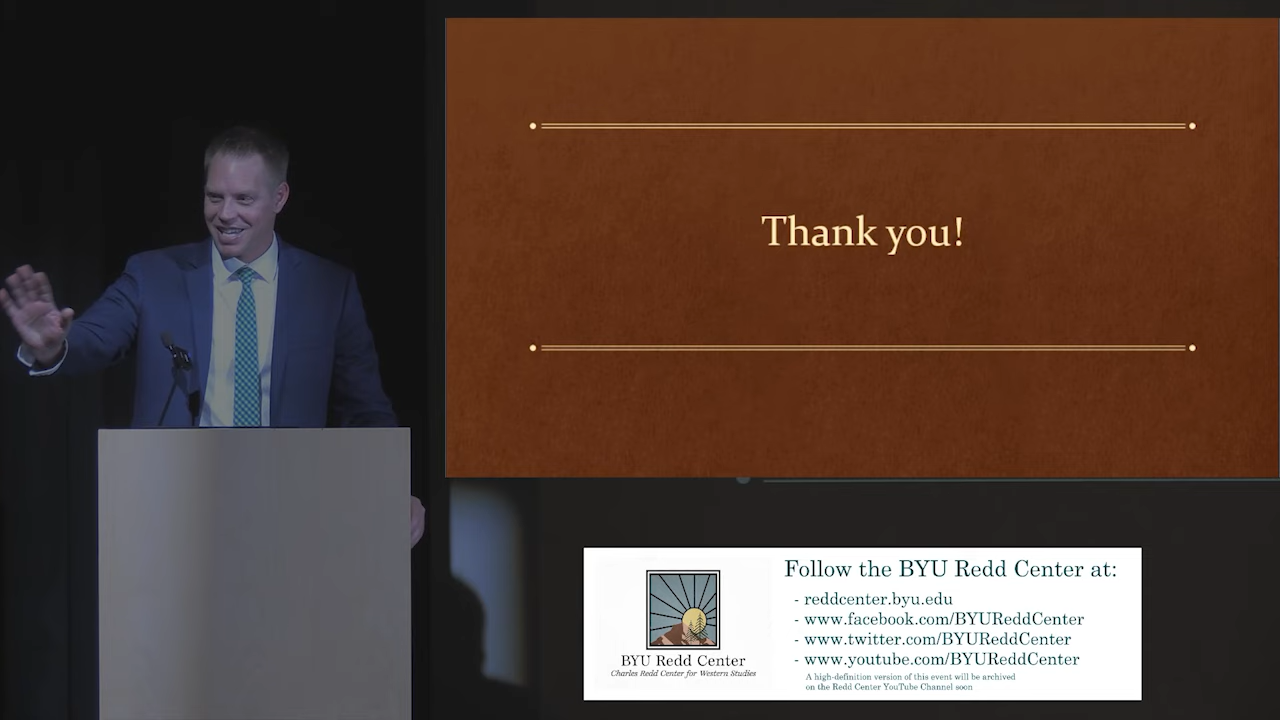 Thank you!
Follow the BYU Redd Center at:
- reddcenter.byu.edu
- www.facebook.com/BYUReddCenter
- www.twitter.com/BYUReddCenter
- www.youtube.com/BYUReddCenter
A high-definition version of this event will be archived
on the Redd Center YouTube Channel soon
BYU Redd Center
Charles Redd Center for Western Studies